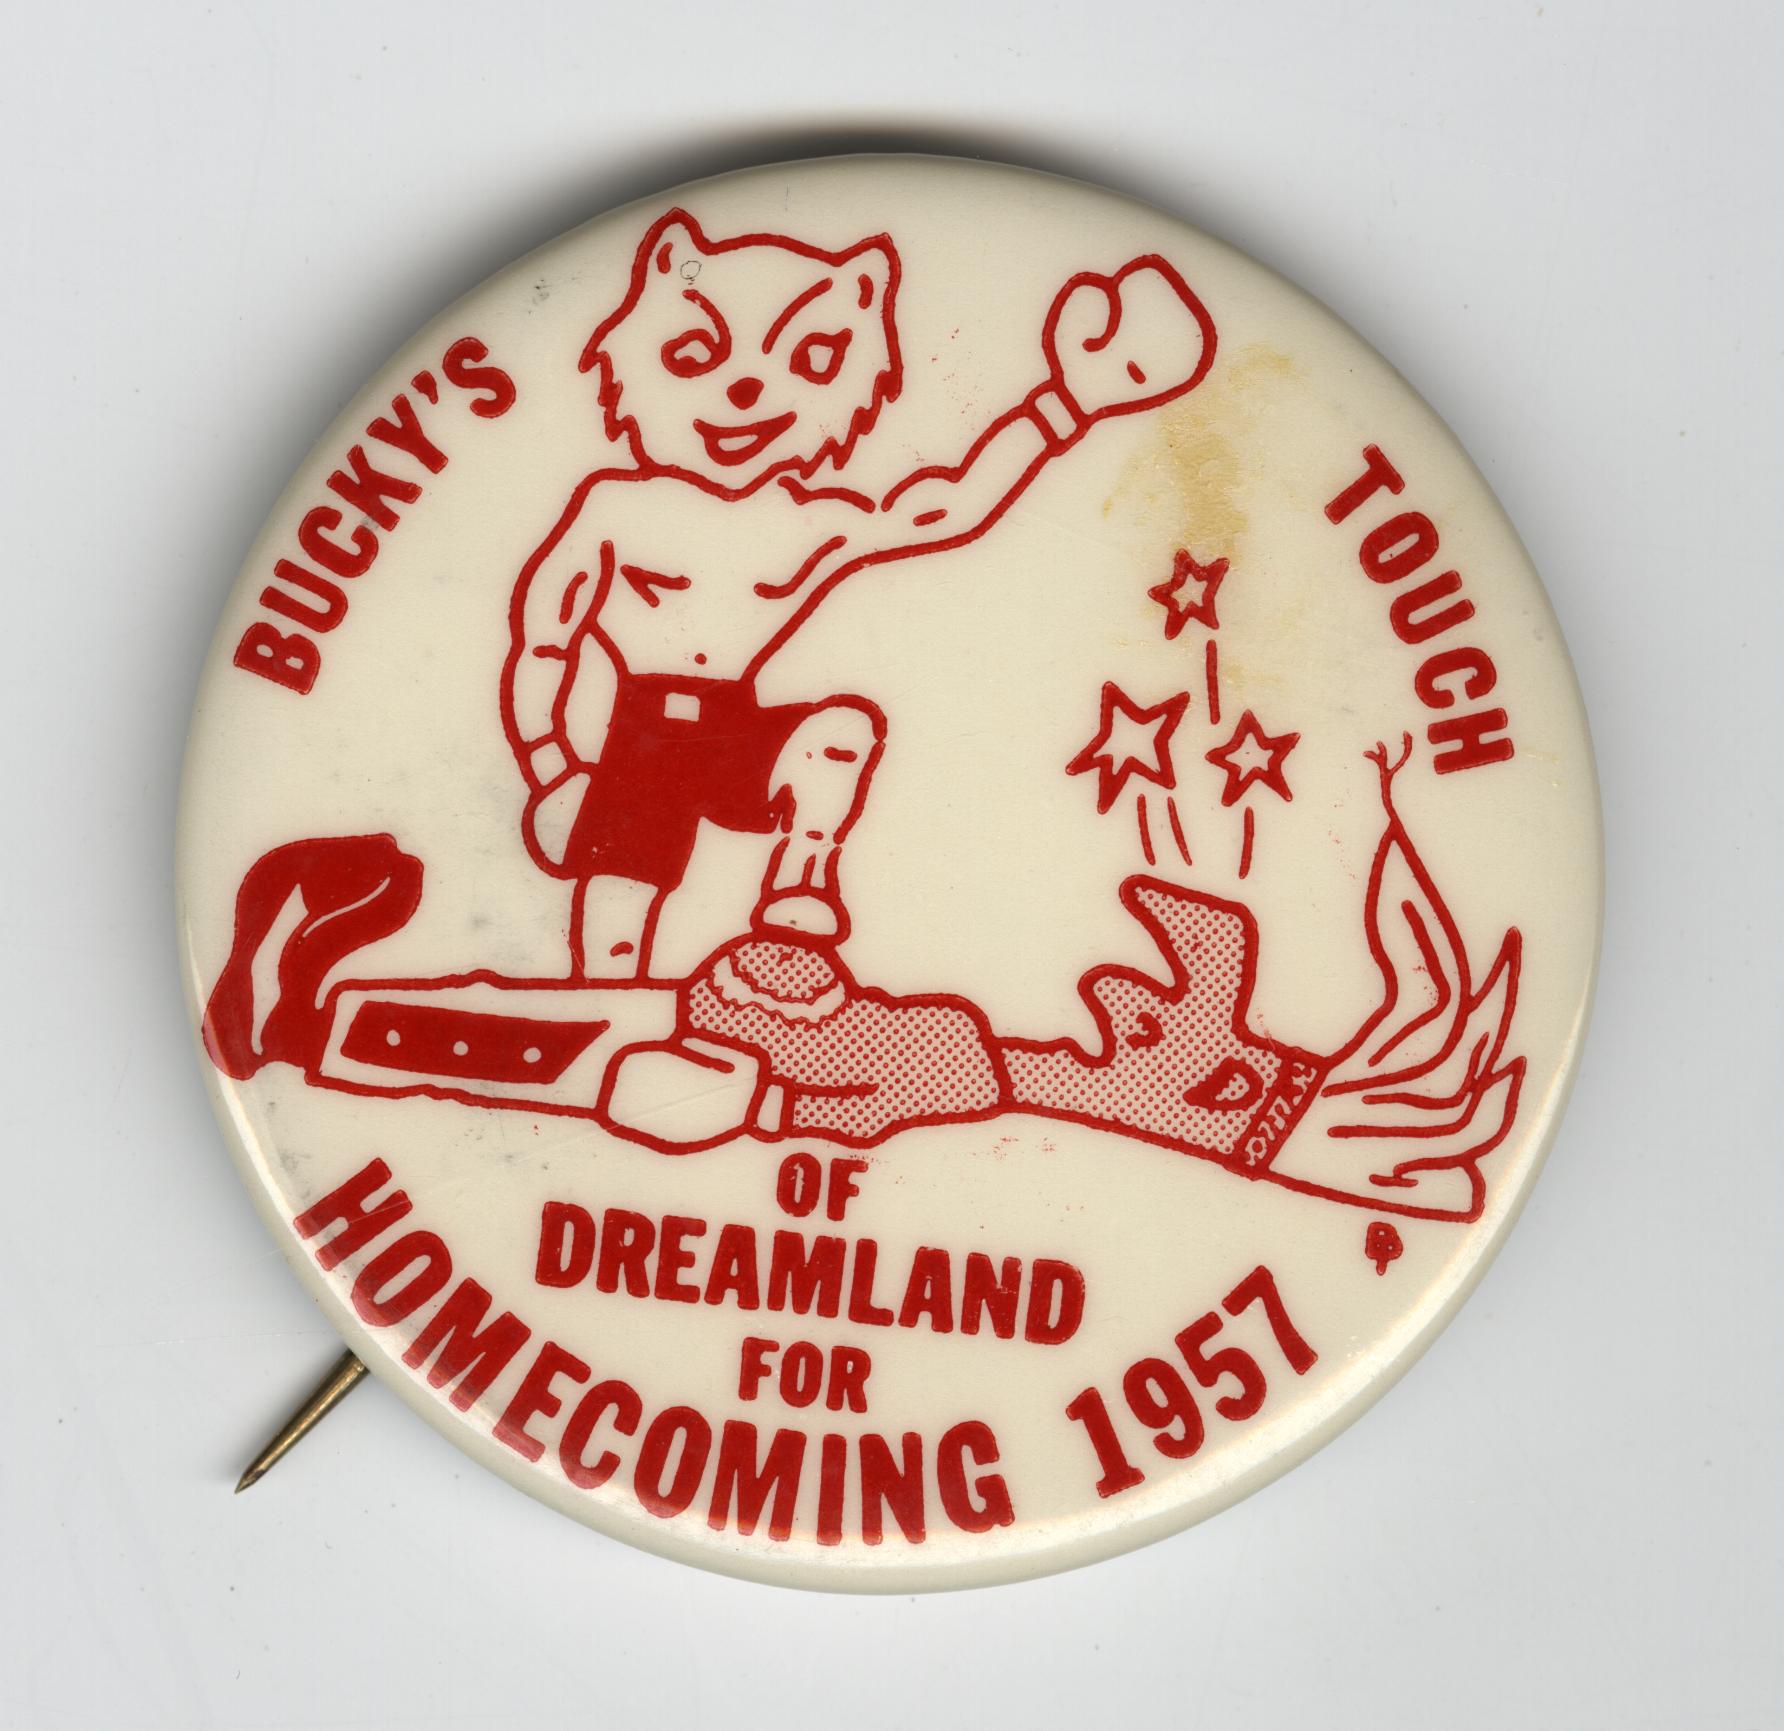 BUCKY'S
TOUCH
OF
DREAMLAND
FOR
HOMECOMING 1957